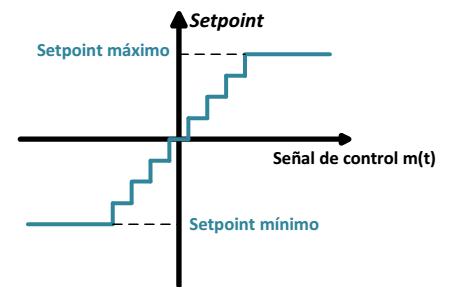 Setpoint
Setpoint máximo
Señal de control m(t)
Setpoint mínimo